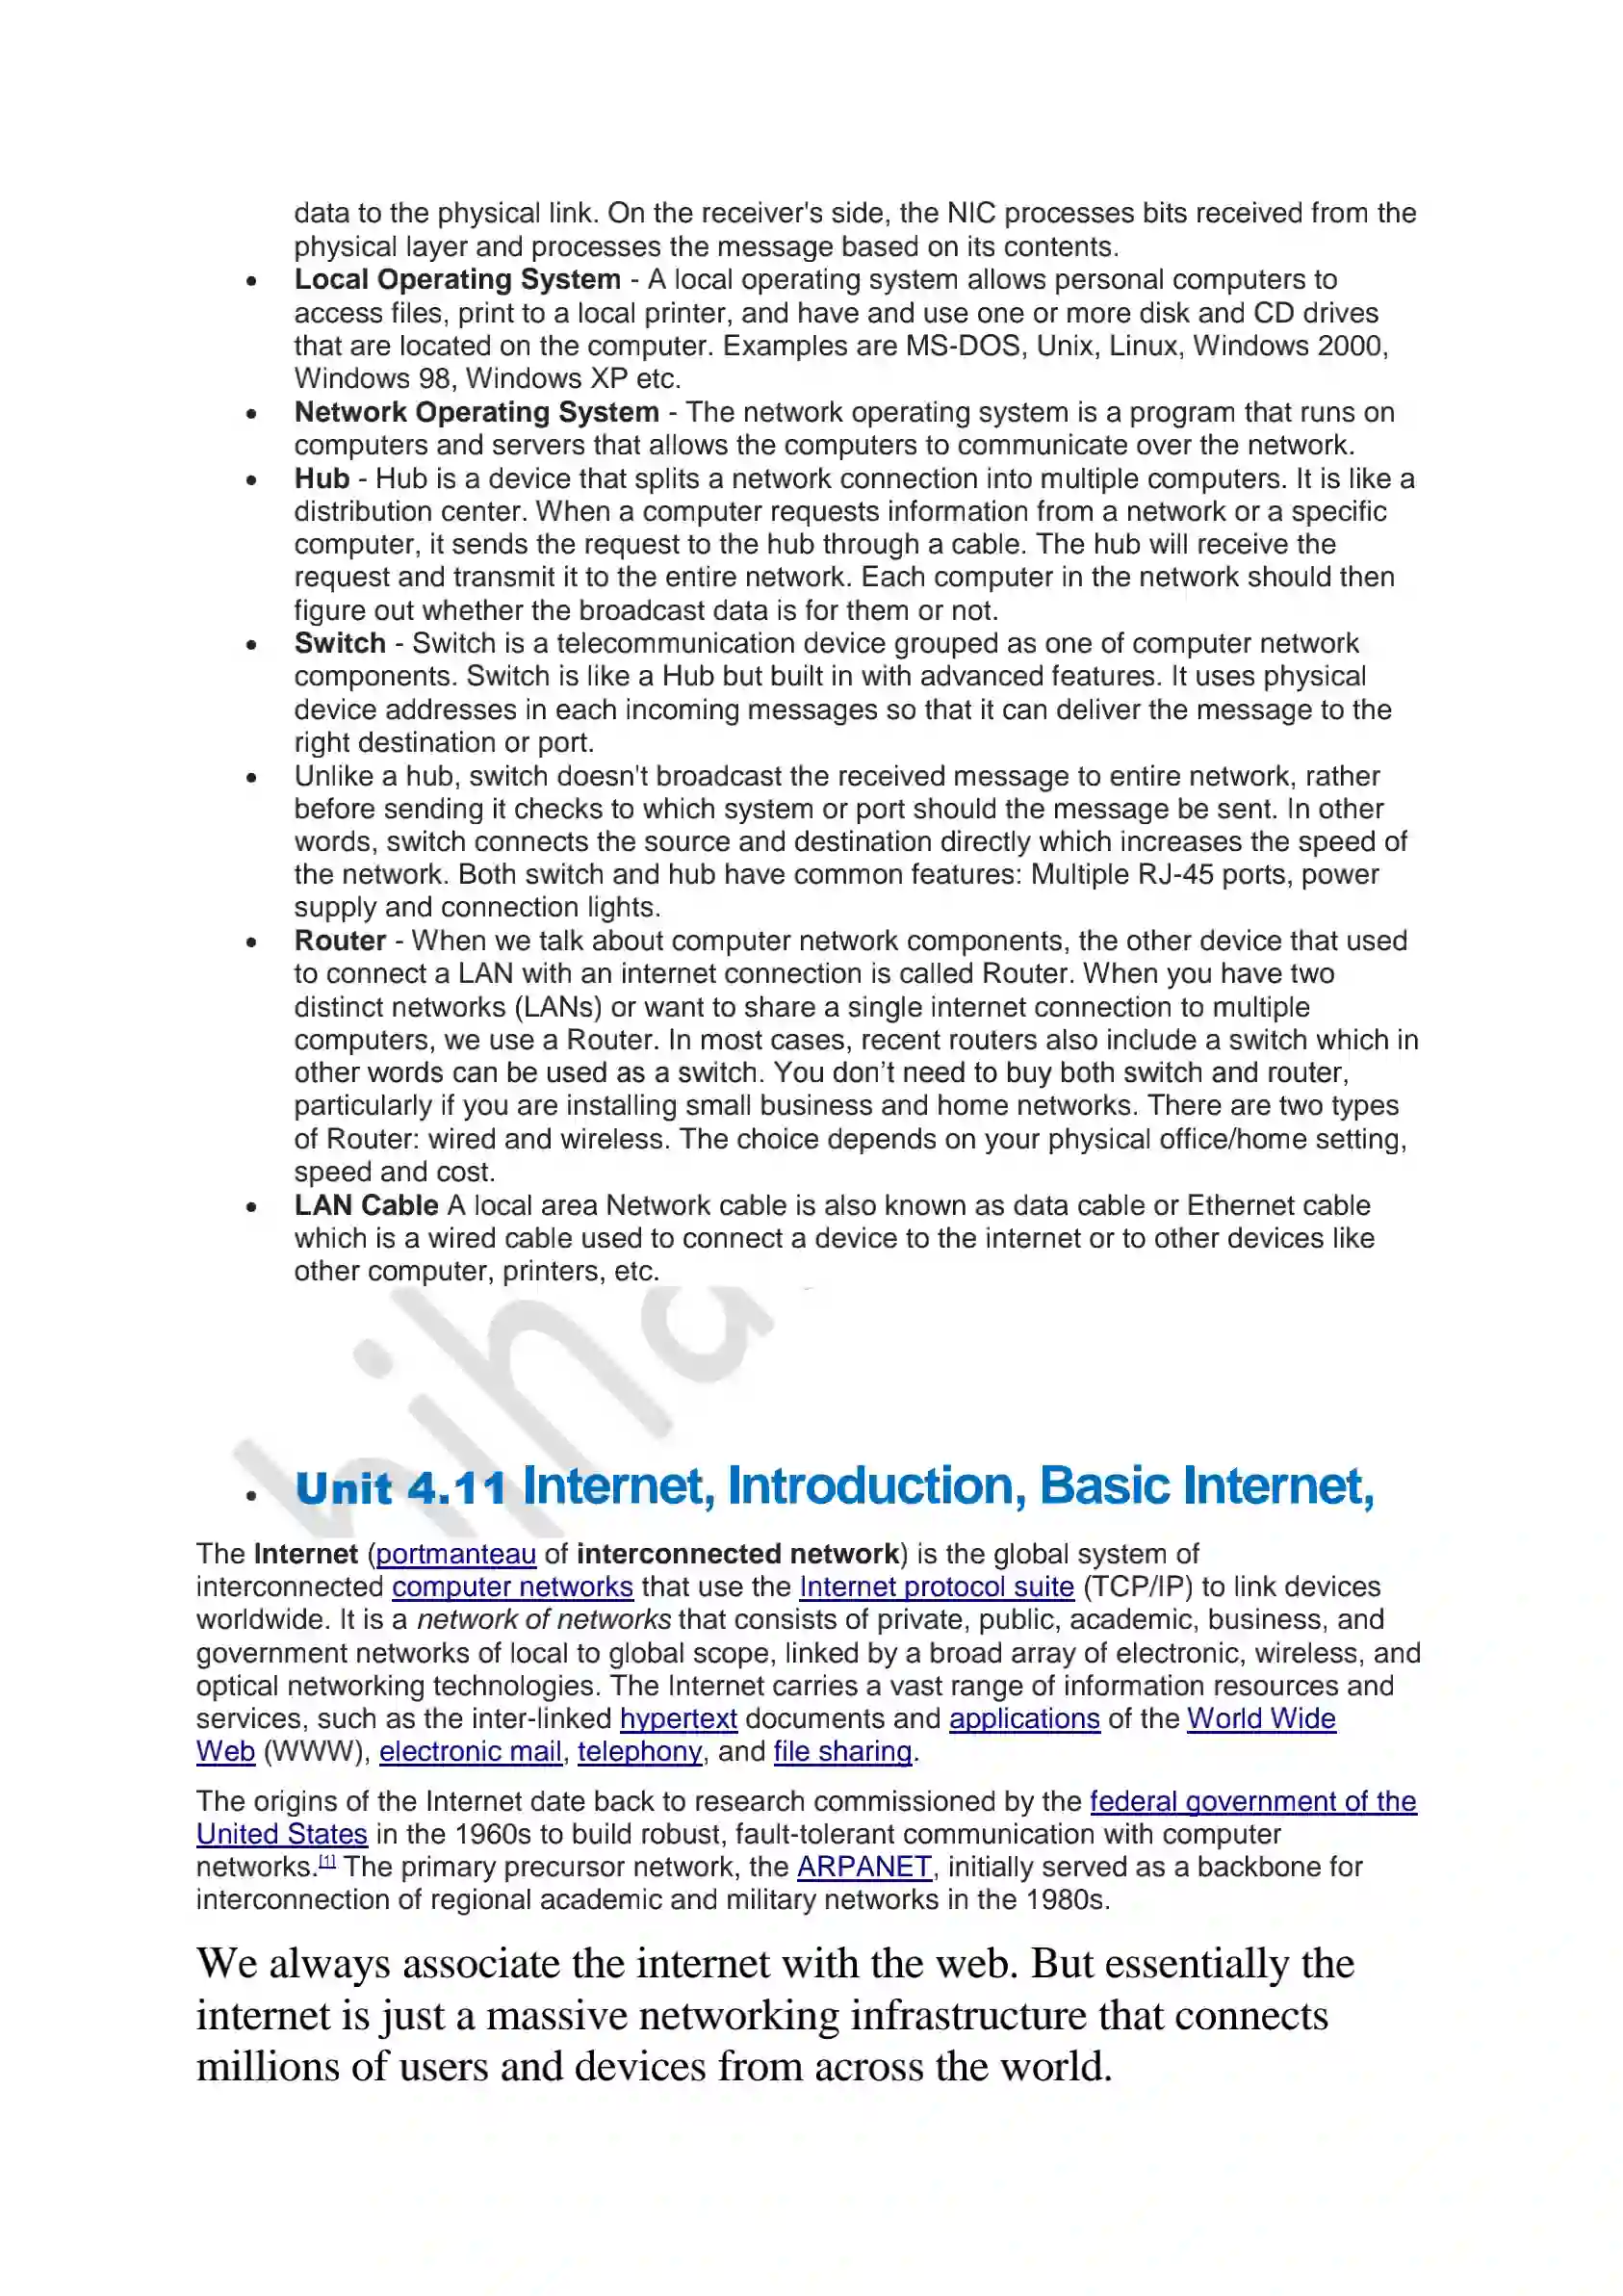 data to the physical link. On the receiver's side, the NIC processes bits received from the
physical layer and processes the message based on its contents.
• Local Operating System - A local operating system allows personal computers to
access files, print to a local printer, and have and use one or more disk and CD drives
that are located on the computer. Examples are MS-DOS, Unix, Linux, Windows 2000,
Windows 98, Windows XP etc.
• Network Operating System - The network operating system is a program that runs on
computers and servers that allows the computers to communicate over the network.
• Hub - Hub is a device that splits a network connection into multiple computers. It is like a
distribution center. When a computer requests information from a network or a specific
computer, it sends the request to the hub through a cable. The hub will receive the
request and transmit it to the entire network. Each computer in the network should then
figure out whether the broadcast data is for them or not.
• Switch - Switch is a telecommunication device grouped as one of computer network
components. Switch is like a Hub but built in with advanced features. It uses physical
device addresses in each incoming messages so that it can deliver the message to the
right destination or port.
• Unlike a hub, switch doesn't broadcast the received message to entire network, rather
before sending it checks to which system or port should the message be sent. In other
words, switch connects the source and destination directly which increases the speed of
the network. Both switch and hub have common features: Multiple RJ-45 ports, power
supply and connection lights.
• Router - When we talk about computer network components, the other device that used
to connect a LAN with an internet connection is called Router. When you have two
distinct networks (LANs) or want to share a single internet connection to multiple
computers, we use a Router. In most cases, recent routers also include a switch which in
other words can be used as a switch. You don’t need to buy both switch and router,
particularly if you are installing small business and home networks. There are two types
of Router: wired and wireless. The choice depends on your physical office/home setting,
speed and cost.
• LAN Cable A local area Network cable is also known as data cable or Ethernet cable
which is a wired cable used to connect a device to the internet or to other devices like
other computer, printers, etc.
• Unit 4.11 Internet, Introduction, Basic Internet,
The Internet (portmanteau of interconnected network) is the global system of
interconnected computer networks that use the Internet protocol suite (TCP/IP) to link devices
worldwide. It is a network of networks that consists of private, public, academic, business, and
government networks of local to global scope, linked by a broad array of electronic, wireless, and
optical networking technologies. The Internet carries a vast range of information resources and
services, such as the inter-linked hypertext documents and applications of the World Wide
Web (WWW), electronic mail, telephony, and file sharing.
The origins of the Internet date back to research commissioned by the federal government of the
United States in the 1960s to build robust, fault-tolerant communication with computer
networks.[1] The primary precursor network, the ARPANET, initially served as a backbone for
interconnection of regional academic and military networks in the 1980s.
We always associate the internet with the web. But essentially the
internet is just a massive networking infrastructure that connects
millions of users and devices from across the world.